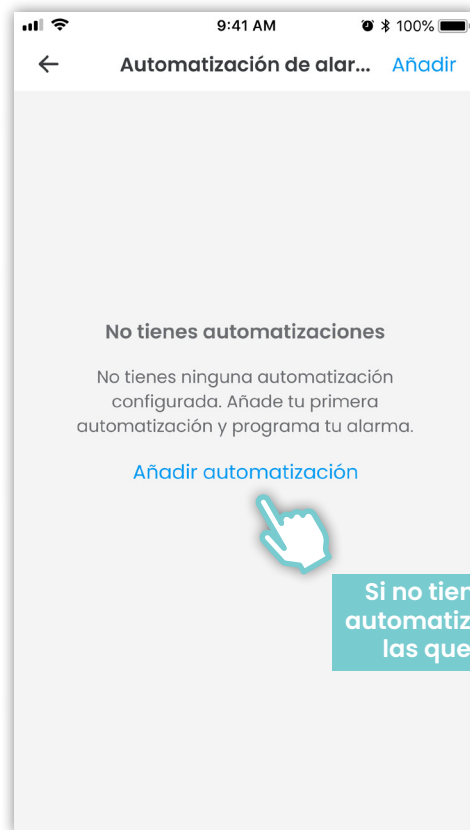 9:41 AM 100%
Automatización de alar... Añadir
No tienes automatizaciones
No tienes ninguna automatización
configurada. Añade tu primera
automatización y programa tu alarma.
Añadir automatización
Si no tien
automatiz
las que